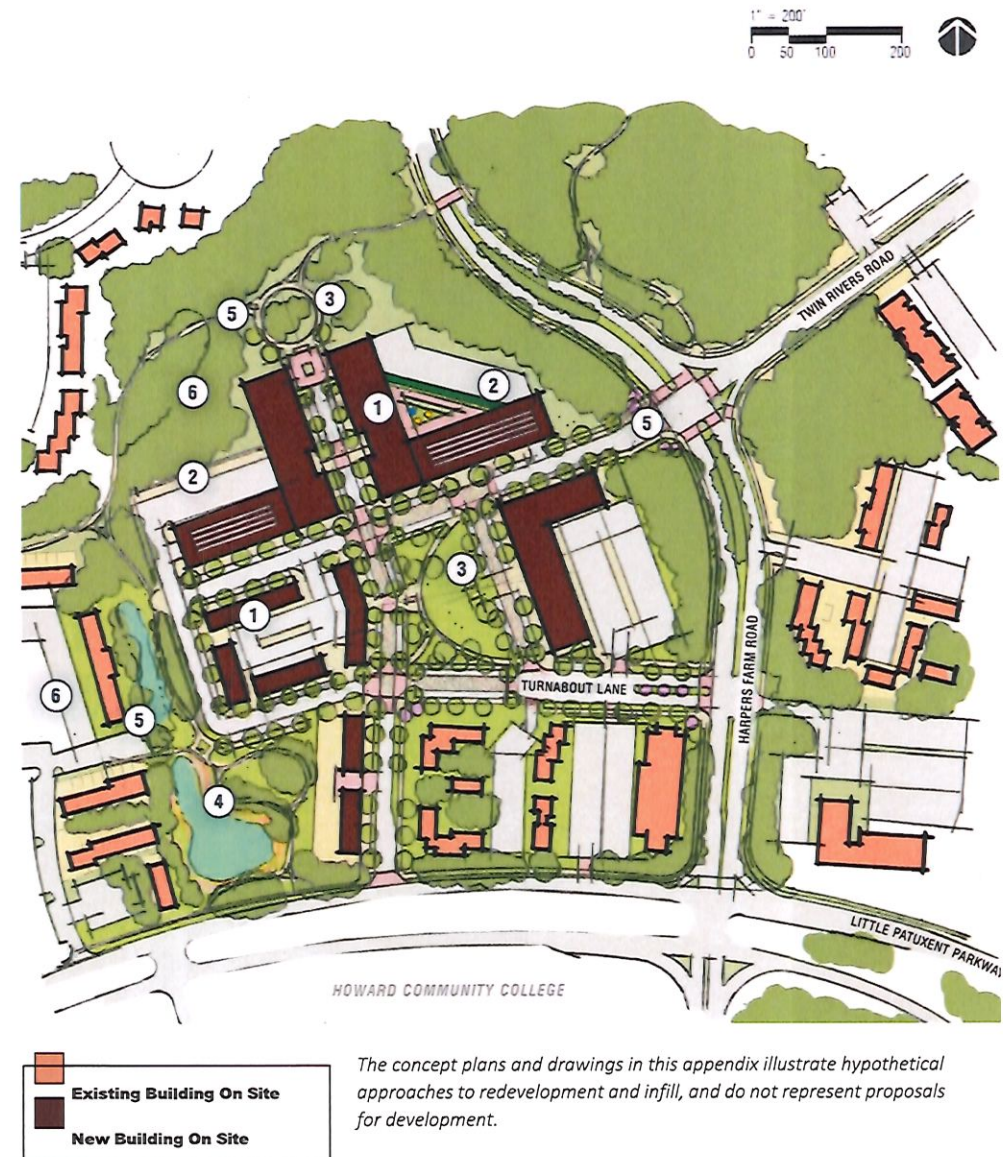 1" = 200'
0 50 100 200
TWIN RIVERS ROAD
5
3
6
1
2
5
2
3
1
HARPERS FARM ROAD
6
TURNABOUT LANE
5
4
LITTLE PATUXENT PARKWAY
HOWARD COMMUNITY COLLEGE
Existing Building On Site
New Building On Site
The concept plans and drawings in this appendix illustrate hypothetical
approaches to redevelopment and infill, and do not represent proposals
for development.